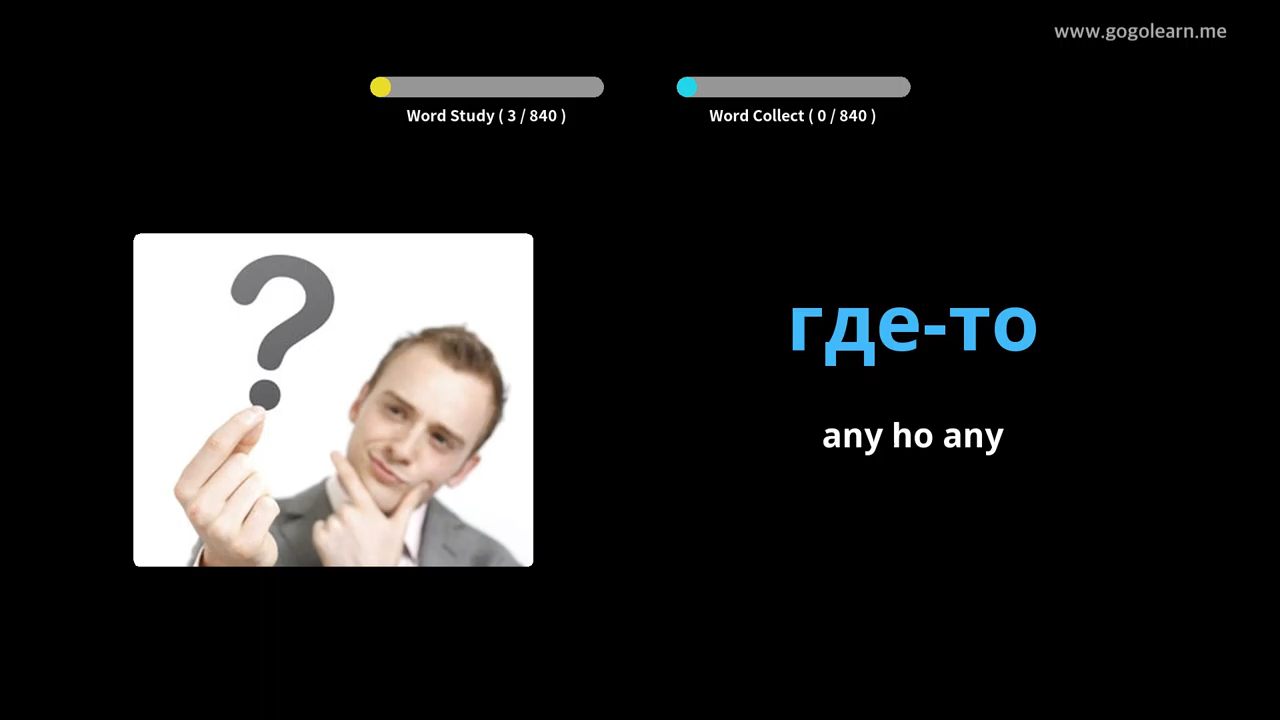 www.gogolearn.me
Word Study ( 3 / 840 )
Word Collect ( 0 / 840 )
?
где-то
any ho any